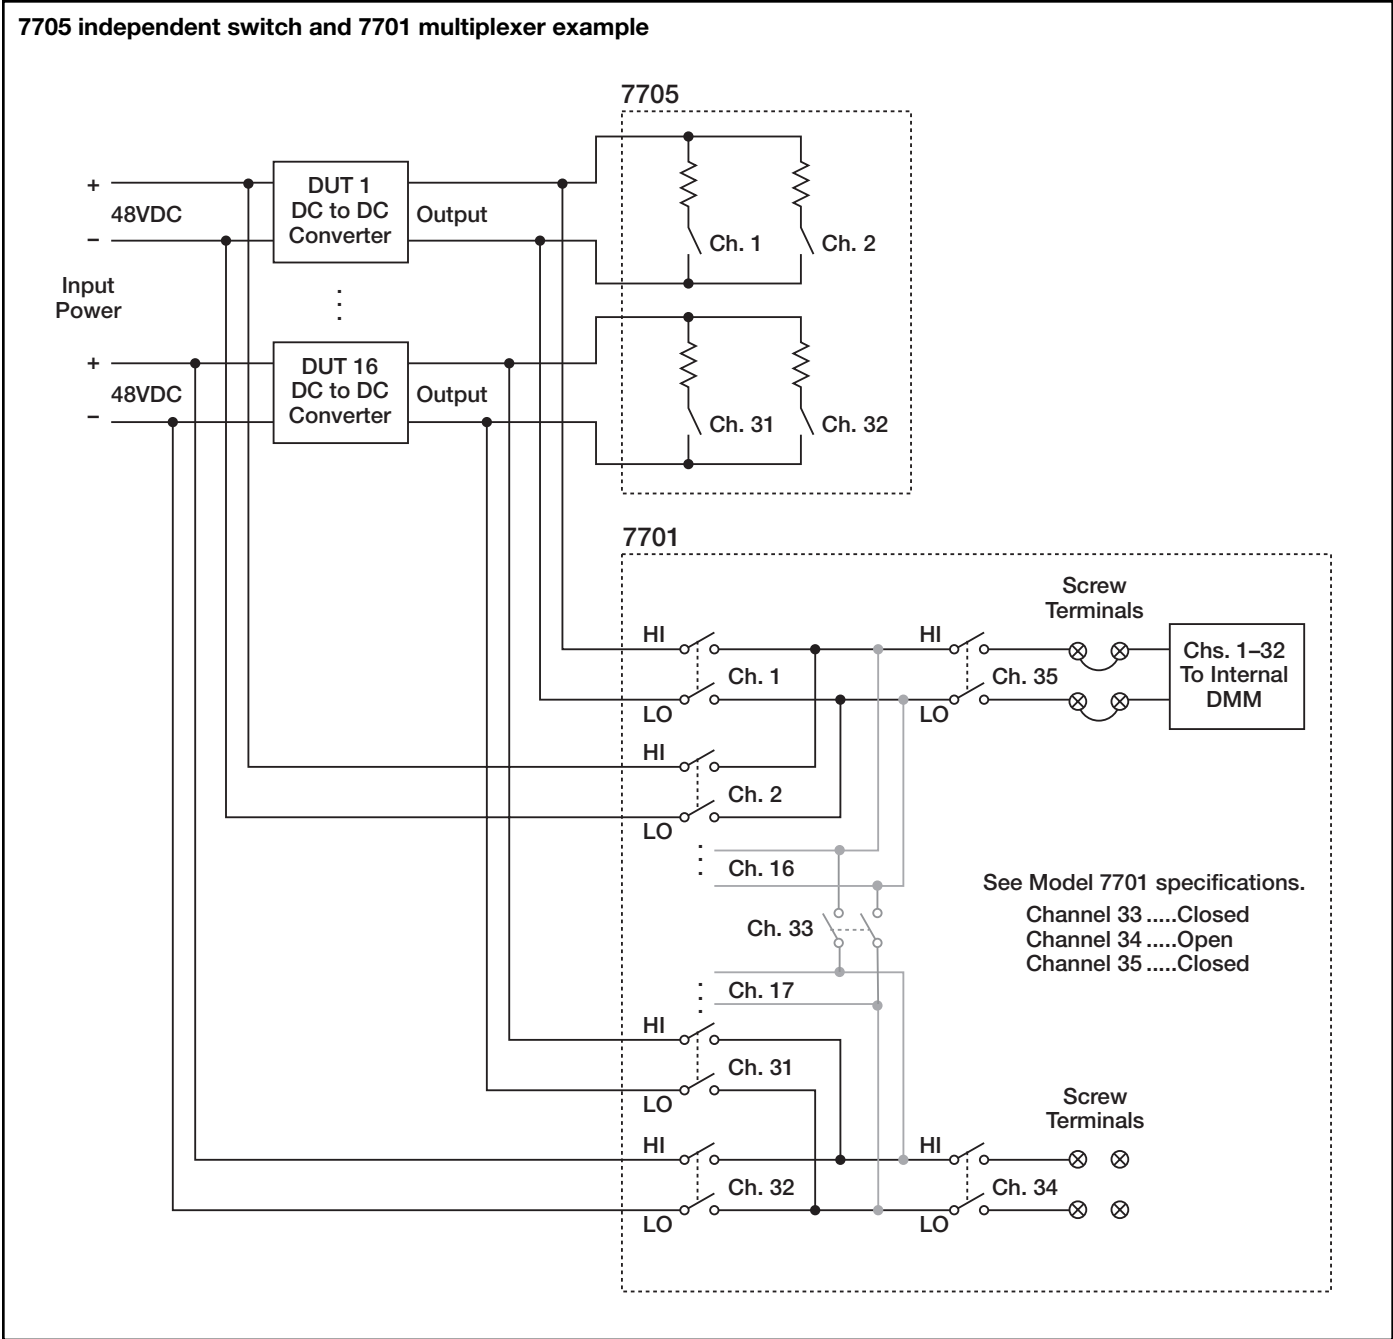 7705 independent switch and 7701 multiplexer example
7705
+
48VDC
−
DUT 1
DC to DC
Converter
Output
Ch. 1
Ch. 2
Input
Power
+
48VDC
−
DUT 16
DC to DC
Converter
Output
Ch. 31
Ch. 32
7701
Screw
Terminals
HI
Ch. 1
LO
HI
Ch. 35
LO
Chs. 1–32
To Internal
DMM
HI
Ch. 2
LO
Ch. 16
Ch. 33
See Model 7701 specifications.
Channel 33 .....Closed
Channel 34 .....Open
Channel 35 .....Closed
Ch. 17
HI
Ch. 31
LO
Screw
Terminals
HI
Ch. 32
LO
HI
Ch. 34
LO